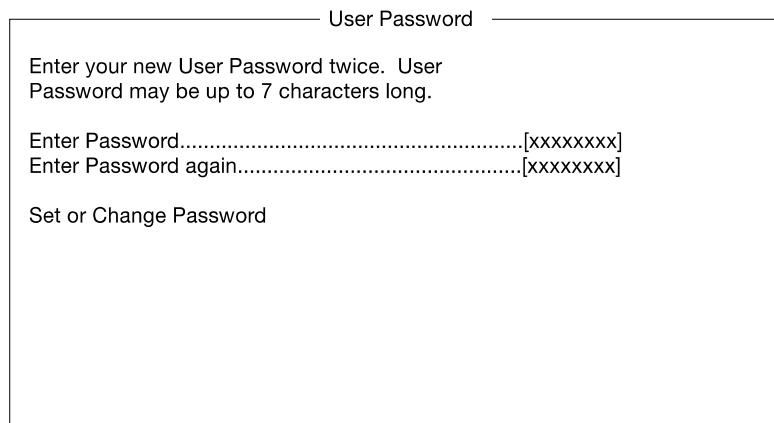 User Password
Enter your new User Password twice.  User
Password may be up to 7 characters long.
Enter Password..........................................................[xxxxxxxx]
Enter Password again................................................[xxxxxxxx]
Set or Change Password